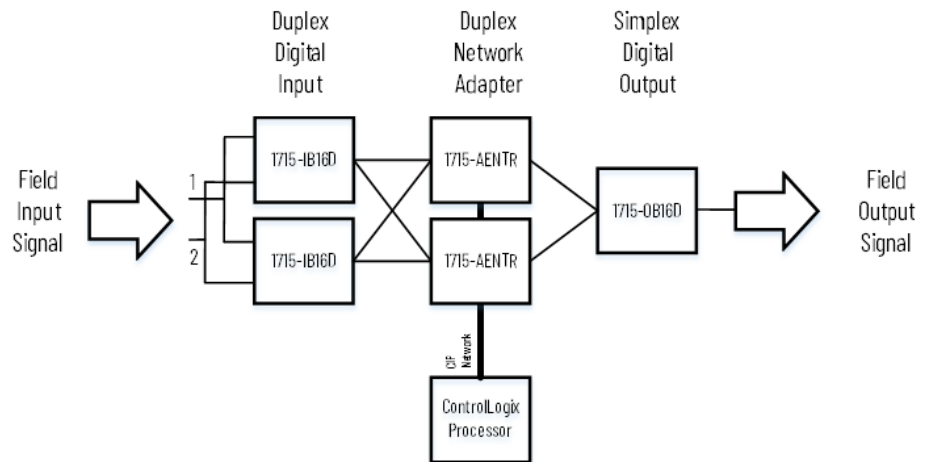 Duplex
Digital
Input
Duplex
Network
Adapter
Simplex
Digital
Output
Field
Input
Signal
1
2
1715-IB16D
1715-IB16D
1715-AENTR
1715-AENTR
1715-OB16D
Field
Output
Signal
CIP
Network
ControlLogix
Processor